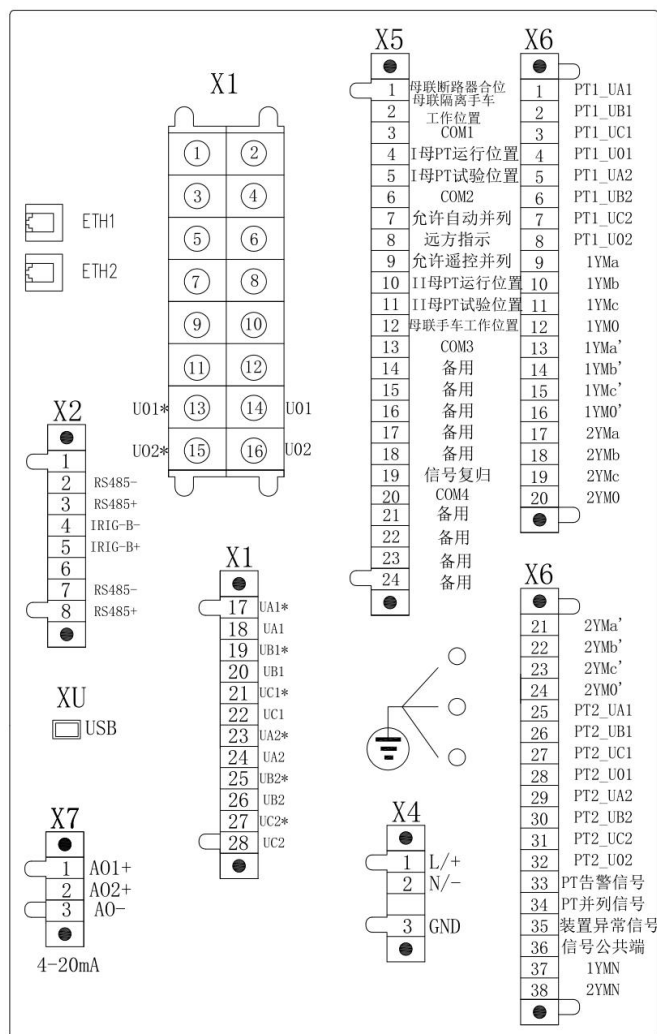 X1
① ②
③ ④
⑤ ⑥
⑦ ⑧
⑨ ⑩
⑪ ⑫
U01* ⑬ ⑭ U01
U02* ⑮ ⑯ U02
ETH1
ETH2
X2
1
2 RS485-
3 RS485+
4 IRIG-B-
5 IRIG-B+
6
7 RS485-
8 RS485+
XU
USB
X7
1 A01+
2 A02+
3 A0-
4-20mA
X1
17 UA1*
18 UA1
19 UB1*
20 UB1
21 UC1*
22 UC1
23 UA2*
24 UA2
25 UB2*
26 UB2
27 UC2*
28 UC2
X5
1 母联断路器合位
母联隔离手车
2 工作位置
3 COM1
4 I母PT运行位置
5 I母PT试验位置
6 COM2
7 允许自动并列
8 远方指示
9 允许遥控并列
10 II母PT运行位置
11 II母PT试验位置
12 母联手车工作位置
13 COM3
14 备用
15 备用
16 备用
17 备用
18 备用
19 信号复归
20 COM4
21 备用
22 备用
23 备用
24 备用
X4
1 L/+
2 N/-
3 GND
X6
1 PT1_UA1
2 PT1_UB1
3 PT1_UC1
4 PT1_U01
5 PT1_UA2
6 PT1_UB2
7 PT1_UC2
8 PT1_U02
9 1YMa
10 1YMb
11 1YMc
12 1YM0
13 1YMa'
14 1YMb'
15 1YMc'
16 1YM0'
17 2YMa
18 2YMb
19 2YMc
20 2YM0
X6
21 2YMa'
22 2YMb'
23 2YMc'
24 2YM0'
25 PT2_UA1
26 PT2_UB1
27 PT2_UC1
28 PT2_U01
29 PT2_UA2
30 PT2_UB2
31 PT2_UC2
32 PT2_U02
33 PT告警信号
34 PT并列信号
35 装置异常信号
36 信号公共端
37 1YMN
38 2YMN